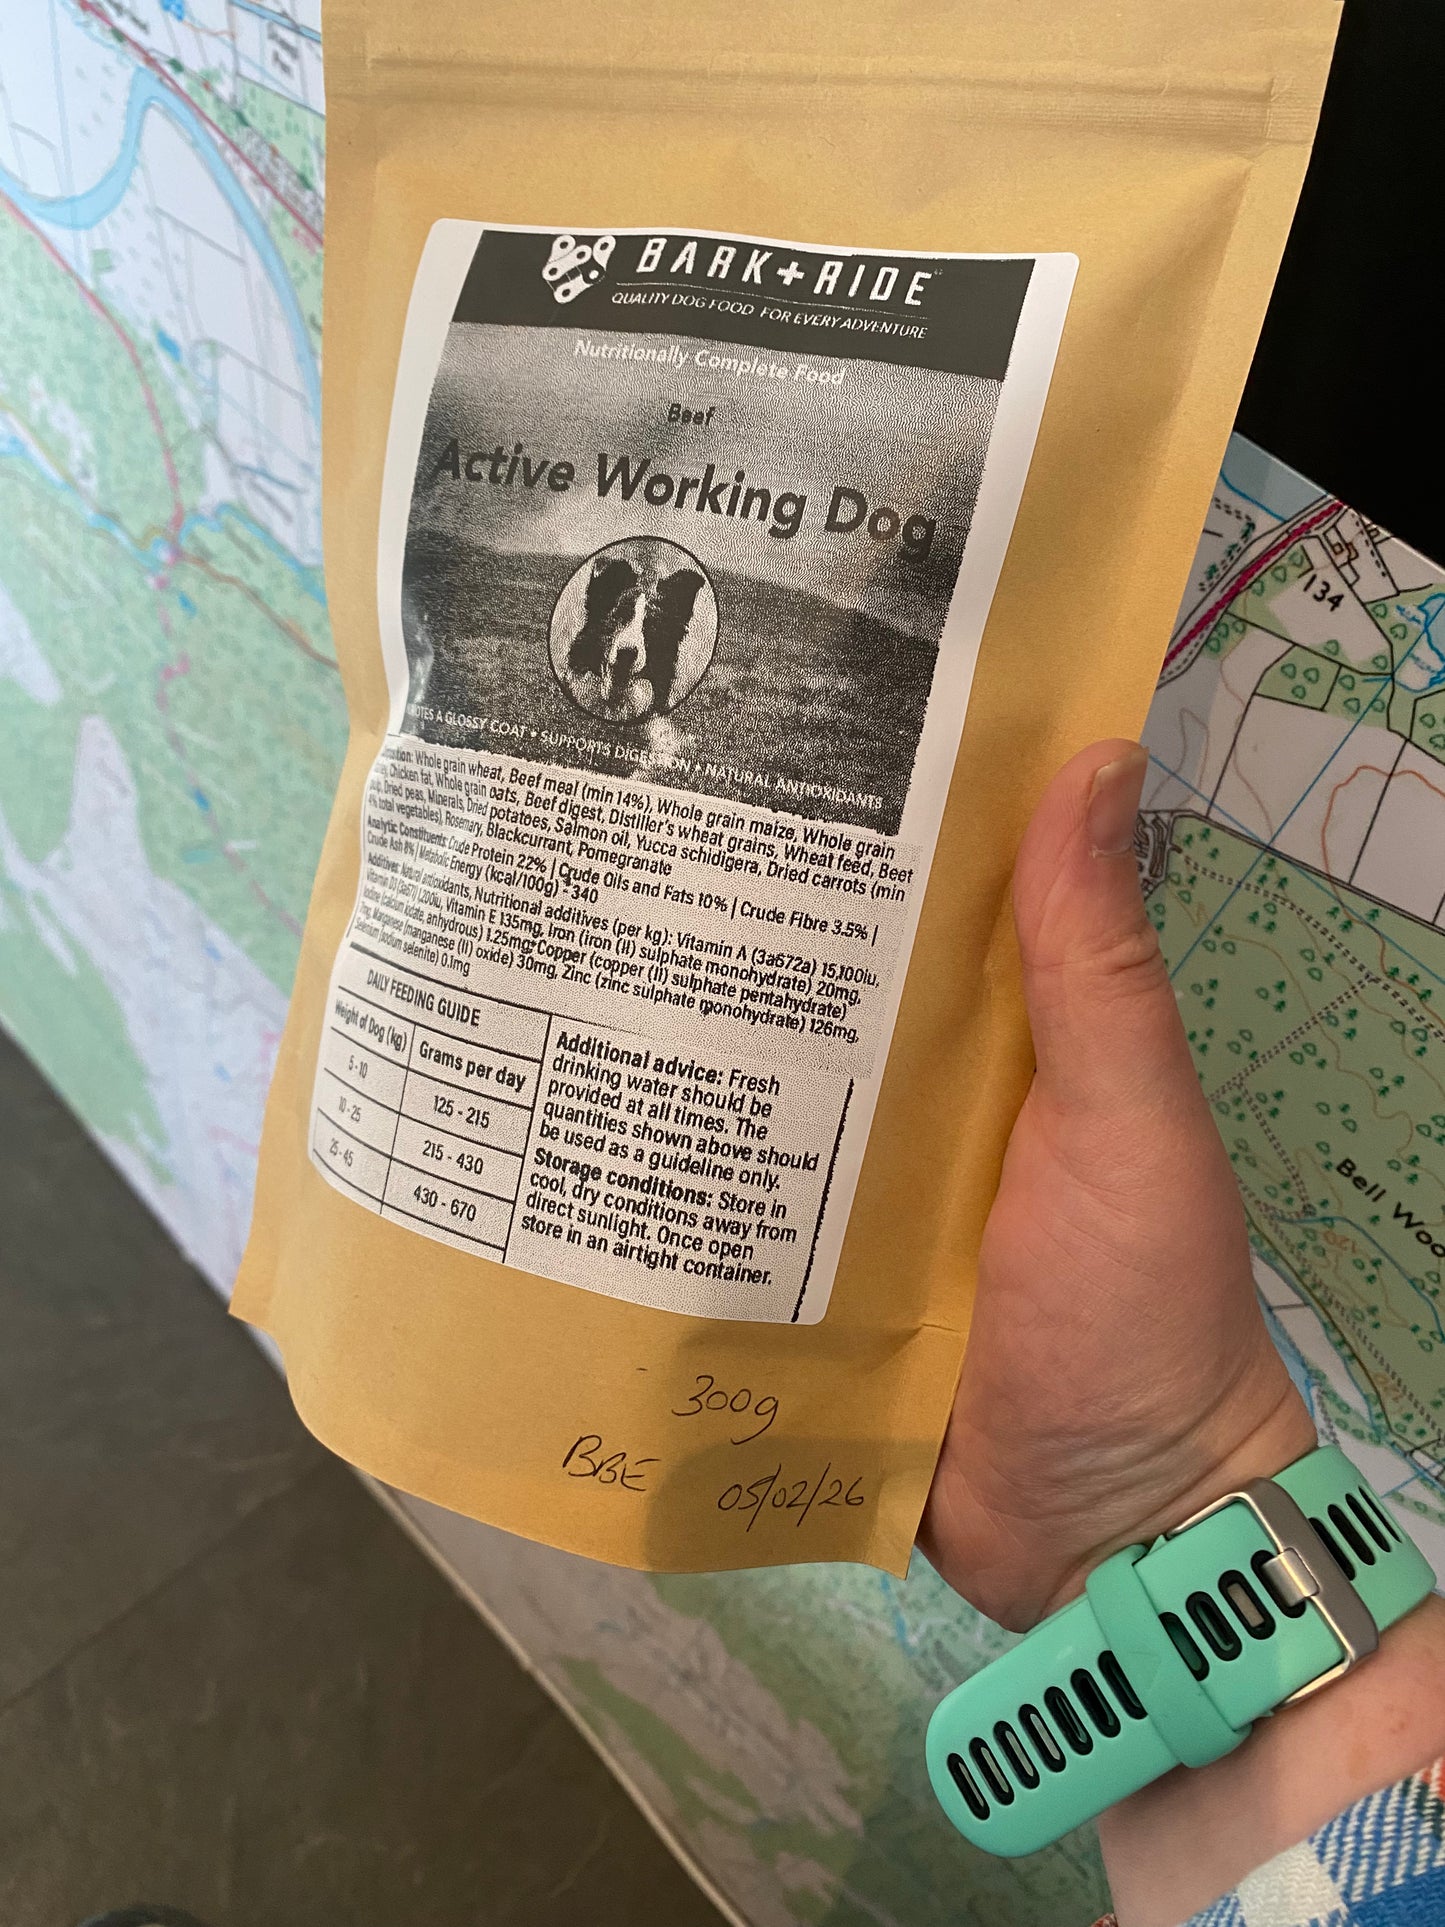 BARK+RIDE
QUALITY DOG FOOD FOR EVERY ADVENTURE
Nutritionally Complete Food
Beef
Active Working Dog
A GLOSSY COAT • SUPPORTS DIGESTION • NATURAL ANTIOXIDANTS
Whole grain wheat, Beef meal (min 14%), Whole grain maize, Whole grain
Chicken fat, Whole grain oats, Beef digest, Distiller's wheat grains, Wheat feed, Beet
Dried peas, Minerals, Dried potatoes, Salmon oil, Yucca schidigera, Dried carrots (min
4% total vegetables), Rosemary, Blackcurrant, Pomegranate
Analytic Constituents: Crude Protein 22% | Crude Oils and Fats 10% | Crude Fibre 3.5% |
Crude Ash 8% | Metabolic Energy (kcal/100g) - 340
Additives: Natural antioxidants, Nutritional additives (per kg): Vitamin A (3a672a) 15,100iu,
Vitamin E 135mg, Iron (iron (II) sulphate monohydrate) 20mg,
Iodine (calcium iodate, anhydrous) 1.25mg, Copper (copper (II) sulphate pentahydrate)
Manganese (manganese (II) oxide) 30mg, Zinc (zinc sulphate monohydrate) 126mg,
Selenium (sodium selenite) 0.1mg
DAILY FEEDING GUIDE
Weight of Dog (kg) Grams per day
5 - 10 125 - 215
10 - 25 215 - 430
25 - 45 430 - 670
Additional advice: Fresh
drinking water should be
provided at all times. The
quantities shown above should
be used as a guideline only.
Storage conditions: Store in
cool, dry conditions away from
direct sunlight. Once open
store in an airtight container.
300g
BBE 05/02/26
134
Bell Woo